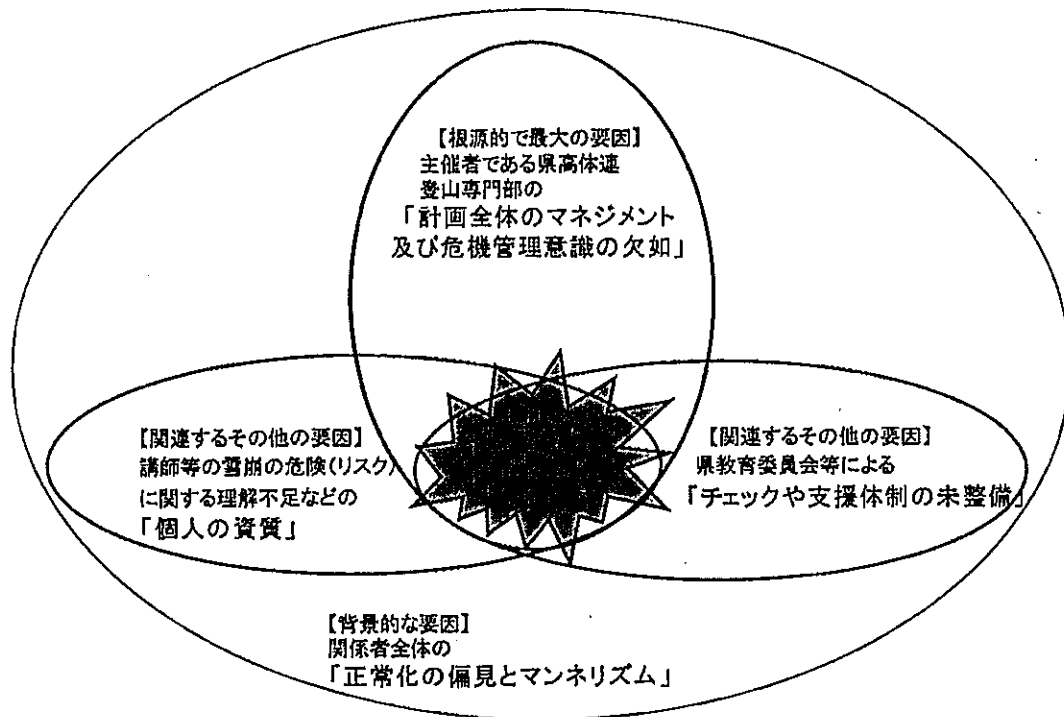 【根源的で最大の要因】
主催者である県高体連
登山専門部の
「計画全体のマネジメント
及び危機管理意識の欠如」
【関連するその他の要因】
講師等の雪崩の危険(リスク)
に関する理解不足などの
「個人の資質」
【関連するその他の要因】
県教育委員会等による
「チェックや支援体制の未整備」
【背景的な要因】
関係者全体の
「正常化の偏見とマンネリズム」